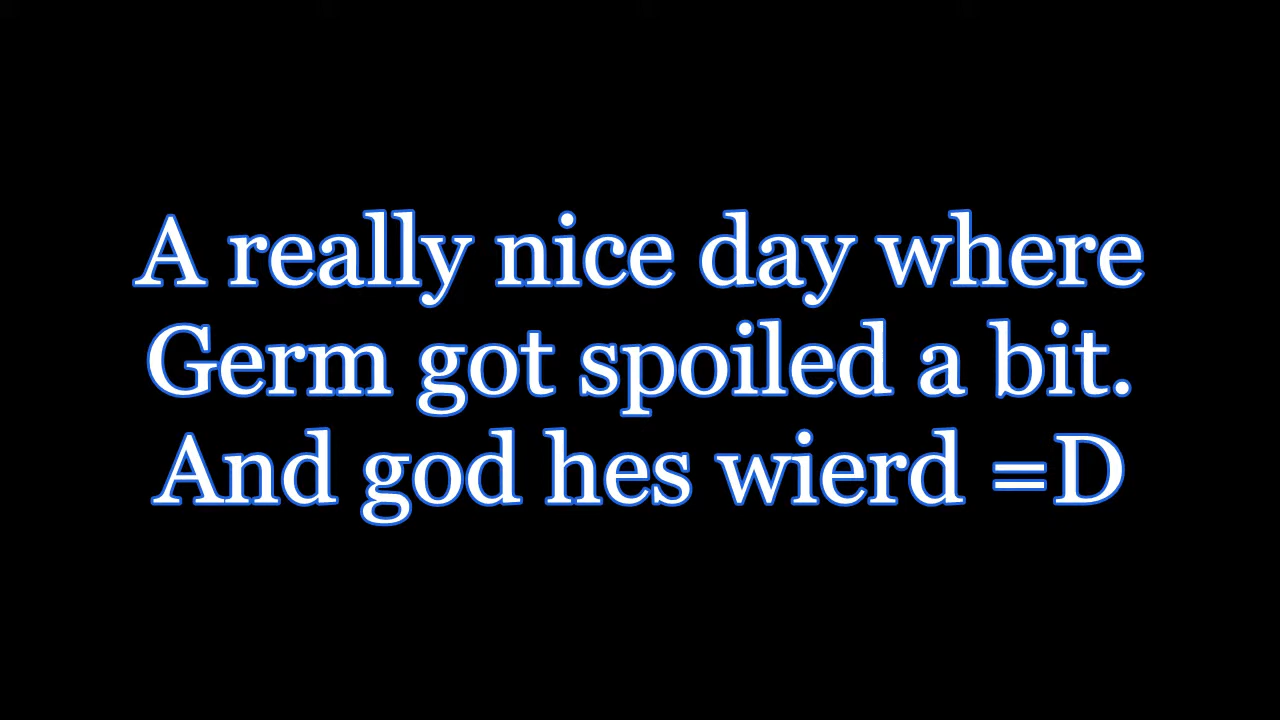 A really nice day where
Germ got spoiled a bit.
And god hes wierd =D